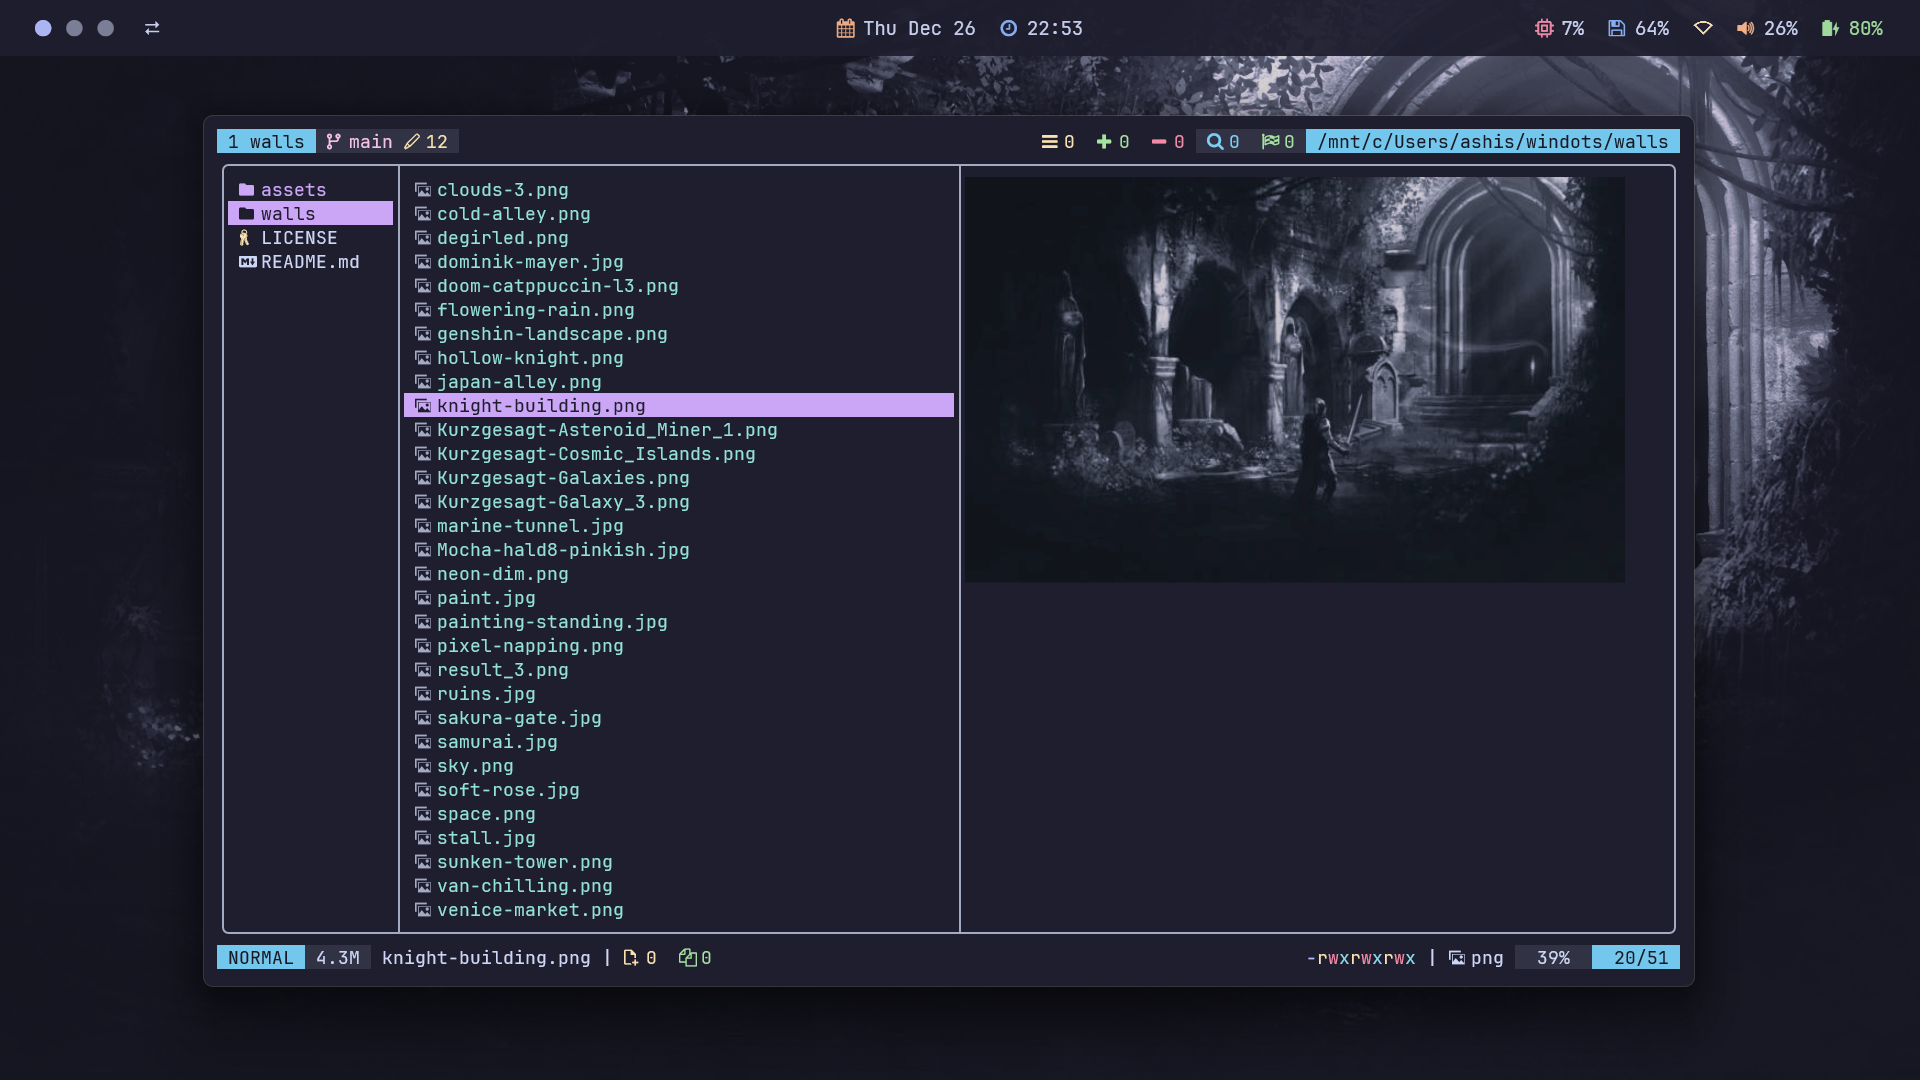 Thu Dec 26 22:53 7% 64% 26% 80%
1 walls main 12 0 0 0 0 0 /mnt/c/Users/ashis/windots/walls
assets
walls
LICENSE
README.md
clouds-3.png
cold-alley.png
degirled.png
dominik-mayer.jpg
doom-catppuccin-l3.png
flowering-rain.png
genshin-landscape.png
hollow-knight.png
japan-alley.png
knight-building.png
Kurzgesagt-Asteroid_Miner_1.png
Kurzgesagt-Cosmic_Islands.png
Kurzgesagt-Galaxies.png
Kurzgesagt-Galaxy_3.png
marine-tunnel.jpg
Mocha-hald8-pinkish.jpg
neon-dim.png
paint.jpg
painting-standing.jpg
pixel-napping.png
result_3.png
ruins.jpg
sakura-gate.jpg
samurai.jpg
sky.png
soft-rose.jpg
space.png
stall.jpg
sunken-tower.png
van-chilling.png
venice-market.png
NORMAL 4.3M knight-building.png | 0 0 -rwxrwxrwx | png 39% 20/51